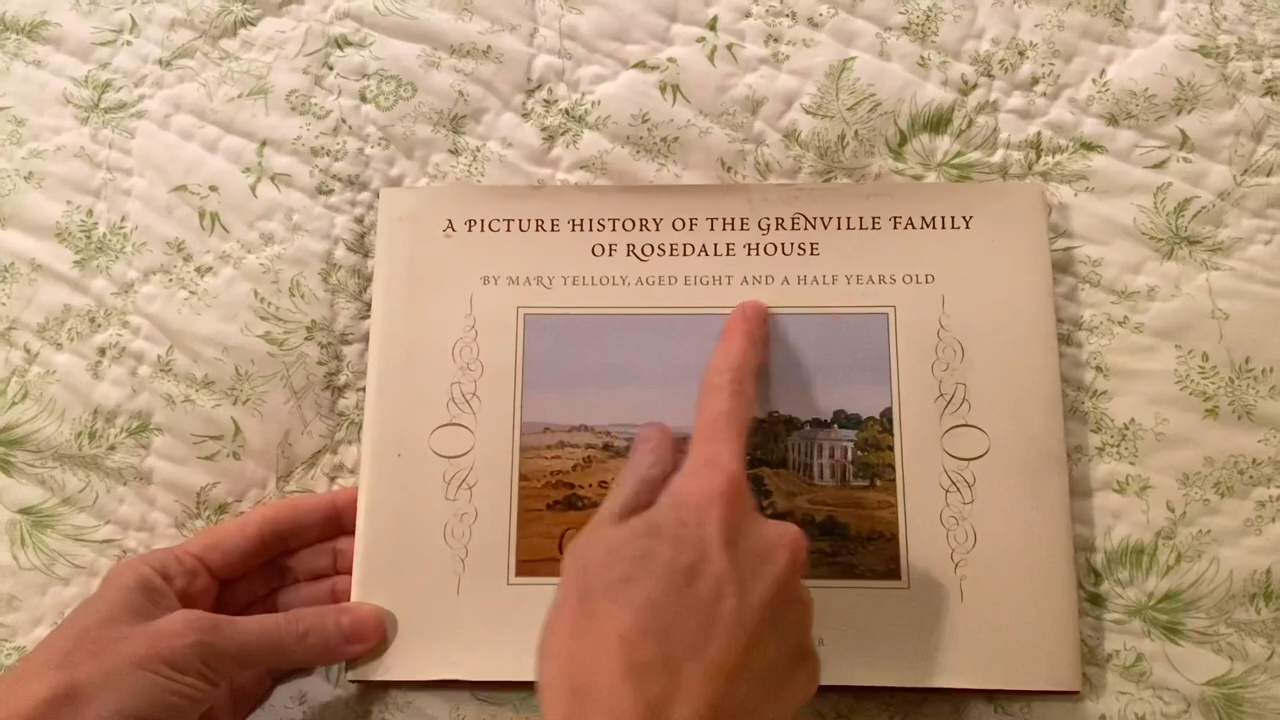 A PICTURE HISTORY OF THE GRENVILLE FAMILY
OF ROSEDALE HOUSE
BY MARY YELLOLY, AGED EIGHT AND A HALF YEARS OLD